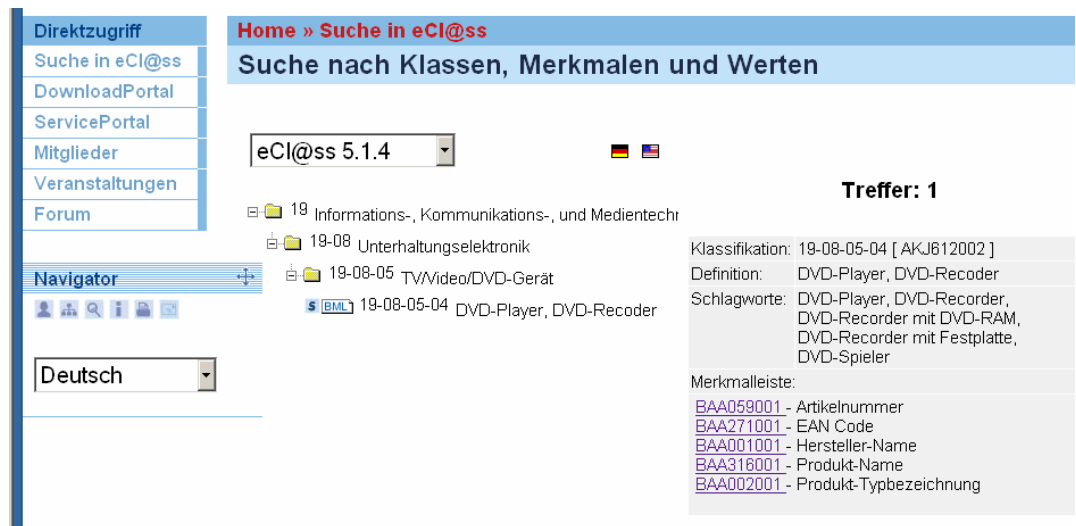 Direktzugriff
Suche in eCl@ss
DownloadPortal
ServicePortal
Mitglieder
Veranstaltungen
Forum
Navigator
Deutsch
Home » Suche in eCl@ss
Suche nach Klassen, Merkmalen und Werten
eCl@ss 5.1.4
19 Informations-, Kommunikations-, und Medientechn
19-08 Unterhaltungselektronik
19-08-05 TV/Video/DVD-Gerät
S BML 19-08-05-04 DVD-Player, DVD-Recoder
Treffer: 1
Klassifikation: 19-08-05-04 [ AKJ612002 ]
Definition: DVD-Player, DVD-Recoder
Schlagworte: DVD-Player, DVD-Recorder,
DVD-Recorder mit DVD-RAM,
DVD-Recorder mit Festplatte,
DVD-Spieler
Merkmalleiste:
BAA059001 - Artikelnummer
BAA271001 - EAN Code
BAA001001 - Hersteller-Name
BAA316001 - Produkt-Name
BAA002001 - Produkt-Typbezeichnung